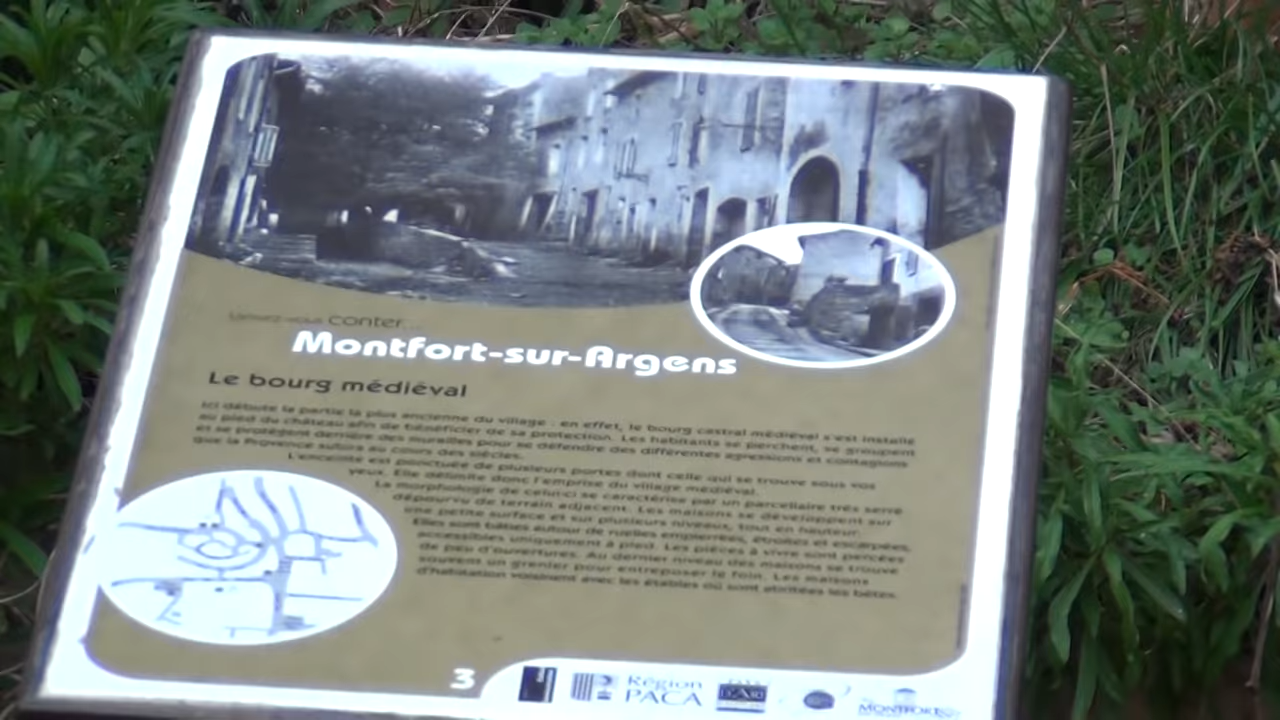 Laissez-vous conter...
Montfort-sur-Argens
Le bourg médiéval
Ici débute la partie la plus ancienne du village : en effet, le bourg castral médiéval s'est installé
au pied du château afin de bénéficier de sa protection. Les habitants se perchent, se groupent
et se protègent derrière des murailles pour se défendre des différentes agressions et contagions
que la Provence subira au cours des siècles.
L'enceinte est ponctuée de plusieurs portes dont celle qui se trouve sous vos
yeux. Elle délimite donc l'emprise du village médiéval.
La morphologie de celui-ci se caractérise par un parcellaire très serré
dépourvu de terrain adjacent. Les maisons se développent sur
une petite surface et sur plusieurs niveaux, tout en hauteur.
Elles sont bâties autour de ruelles empierrées, étroites et escarpées,
accessibles uniquement à pied. Les pièces à vivre sont percées
de peu d'ouvertures. Au dernier niveau des maisons se trouve
souvent un grenier pour entreposer le foin. Les maisons
d'habitation voisinent avec les étables où sont abritées les bêtes.
3
Région
PACA
MONTFORT